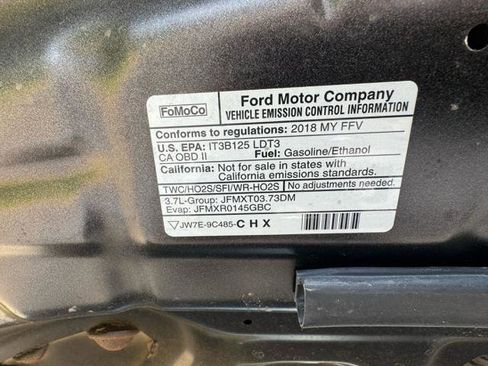 FoMoCo
Ford Motor Company
VEHICLE EMISSION CONTROL INFORMATION
Conforms to regulations: 2018 MY FFV
U.S. EPA: IT3B125 LDT3
CA OBD II Fuel: Gasoline/Ethanol
California: Not for sale in states with
California emissions standards.
TWC/HO2S/SFI/WR-HO2S No adjustments needed.
3.7L-Group: JFMXT03.73DM
Evap: JFMXR0145GBC
JW7E-9C485-CHX